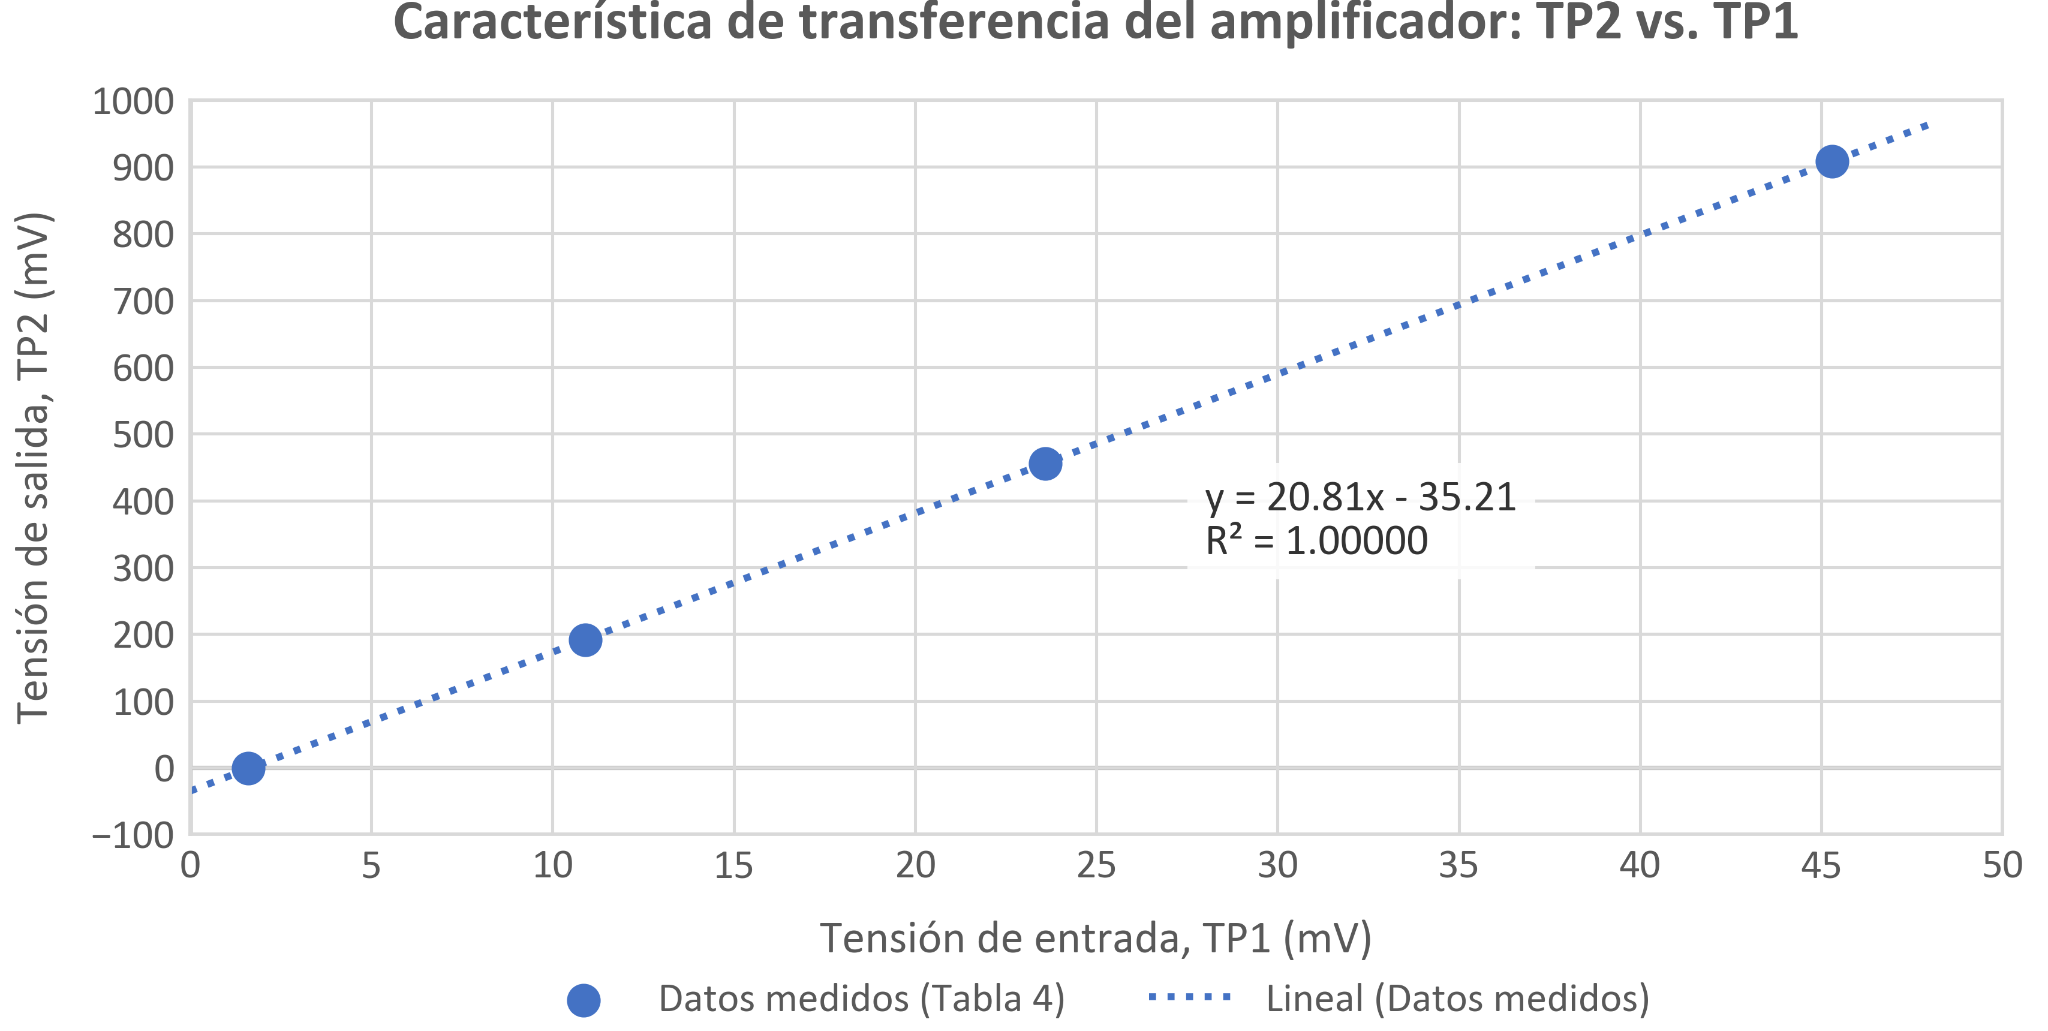 Característica de transferencia del amplificador: TP2 vs. TP1
Tensión de salida, TP2 (mV)
1000
900
800
700
600
500
400
300
200
100
0
−100
y = 20.81x - 35.21
R² = 1.00000
0 5 10 15 20 25 30 35 40 45 50
Tensión de entrada, TP1 (mV)
Datos medidos (Tabla 4) Lineal (Datos medidos)